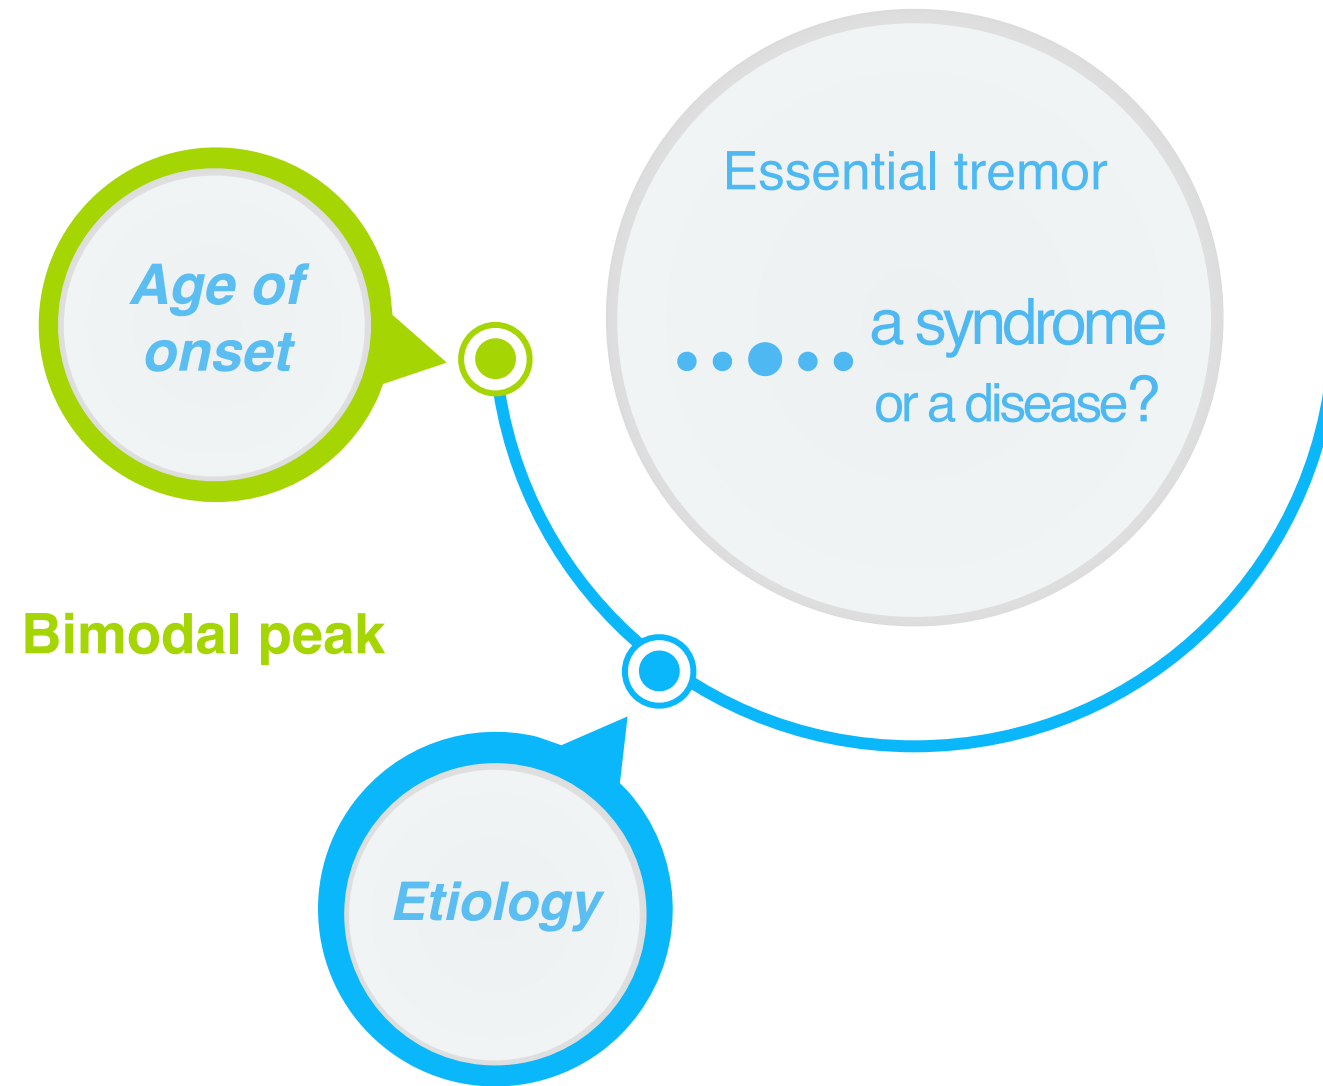 Essential tremor
a syndrome
or a disease?
Age of
onset
Bimodal peak
Etiology